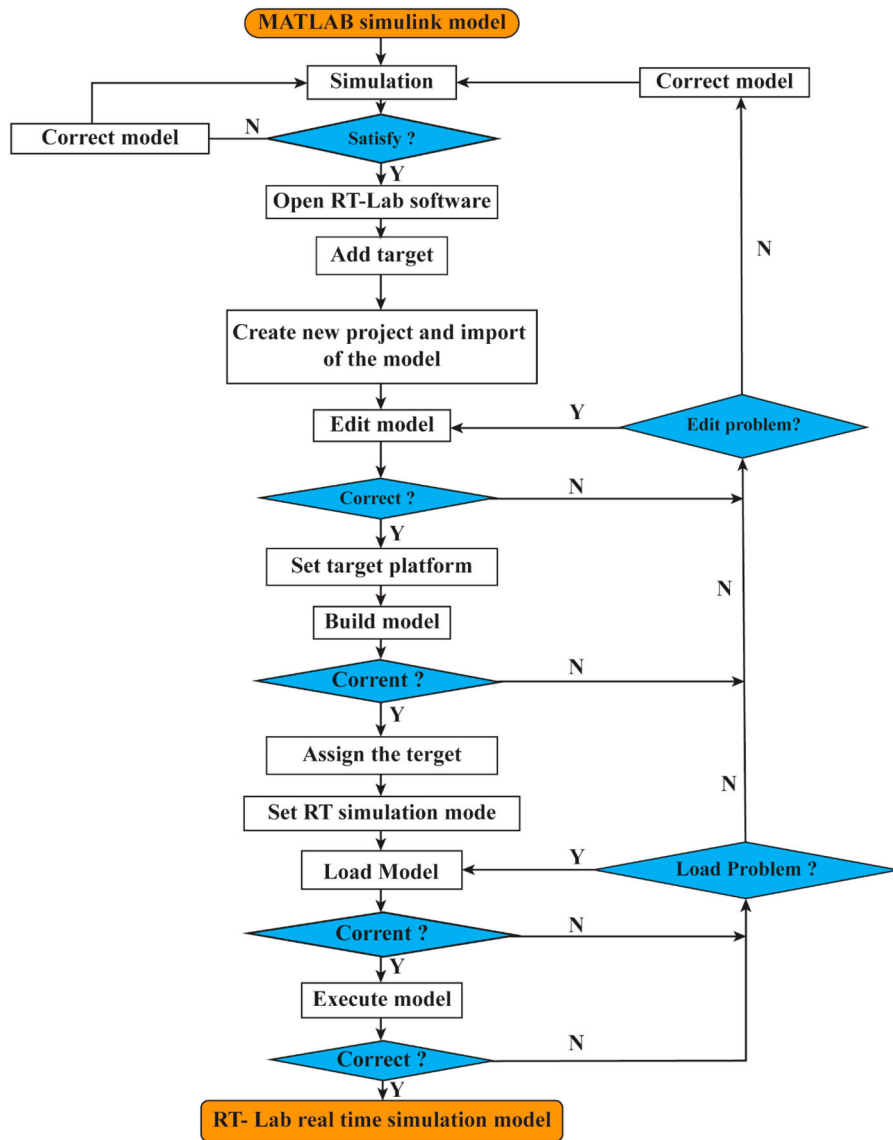 MATLAB simulink model
Simulation
Correct model
Correct model
N
Satisfy ?
Y
Open RT-Lab software
Add target
N
Create new project and import
of the model
Edit model
Y
Edit problem?
Correct ?
N
Y
Set target platform
N
Build model
Corrent ?
N
Y
Assign the terget
N
Set RT simulation mode
Load Model
Y
Load Problem ?
Corrent ?
N
Y
Execute model
Correct ?
N
Y
RT- Lab real time simulation model